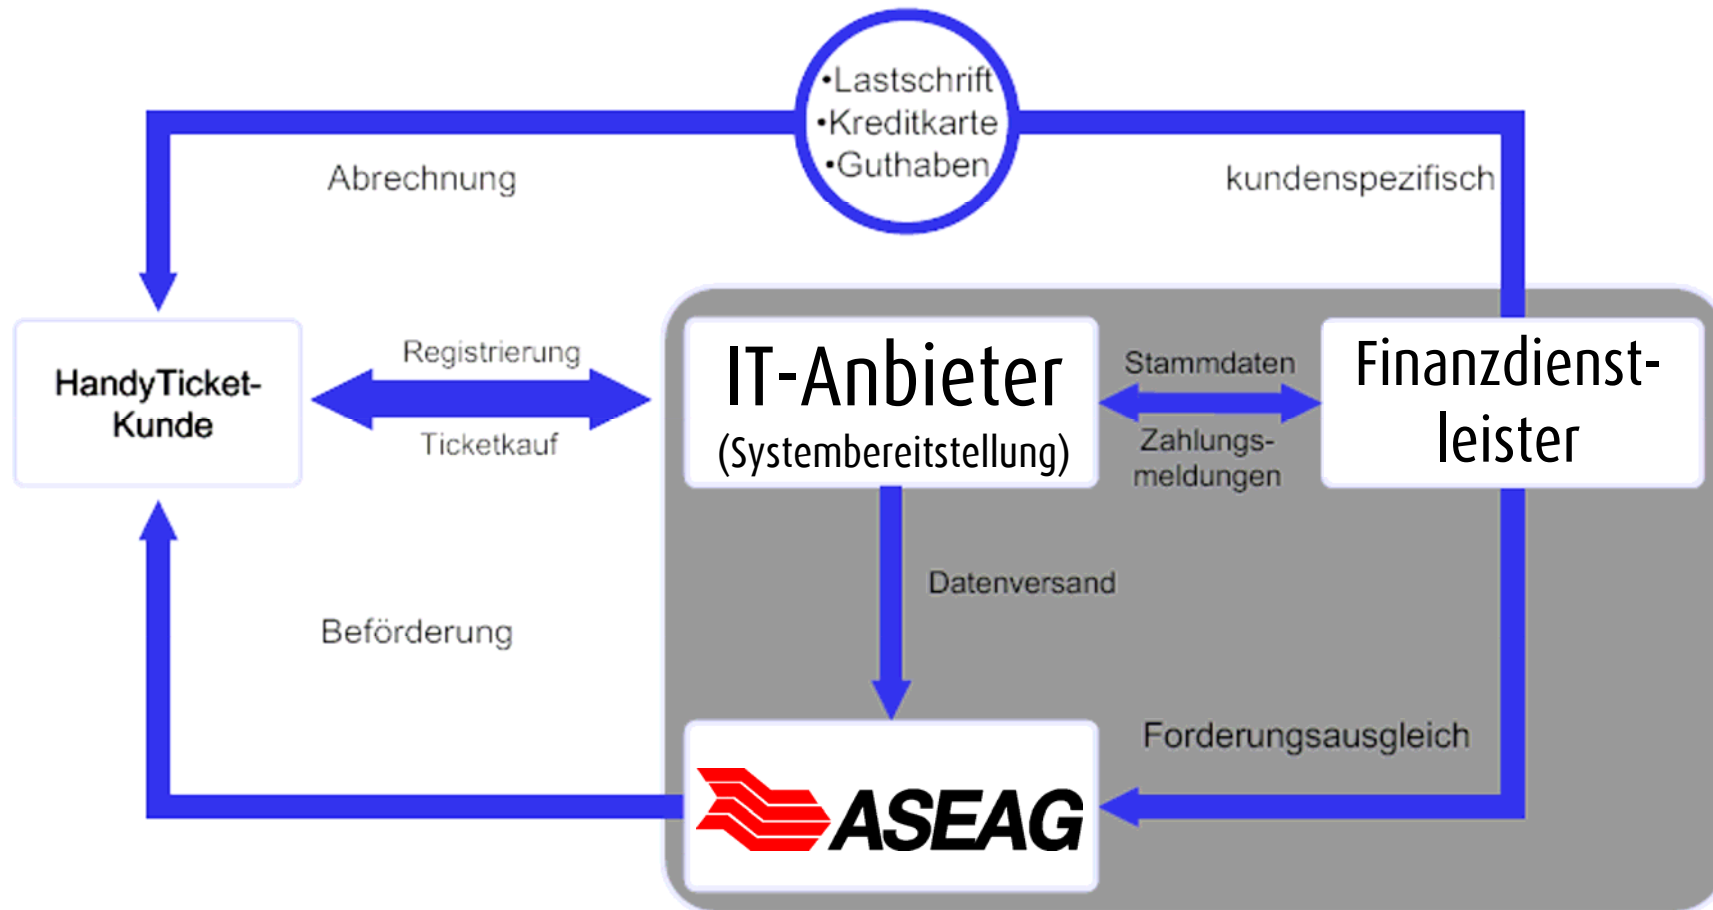 •Lastschrift
•Kreditkarte
•Guthaben
Abrechnung
kundenspezifisch
HandyTicket-
Kunde
Registrierung
Ticketkauf
IT-Anbieter
(Systembereitstellung)
Stammdaten
Zahlungs-
meldungen
Finanzdienst-
leister
Datenversand
Beförderung
Forderungsausgleich
ASEAG